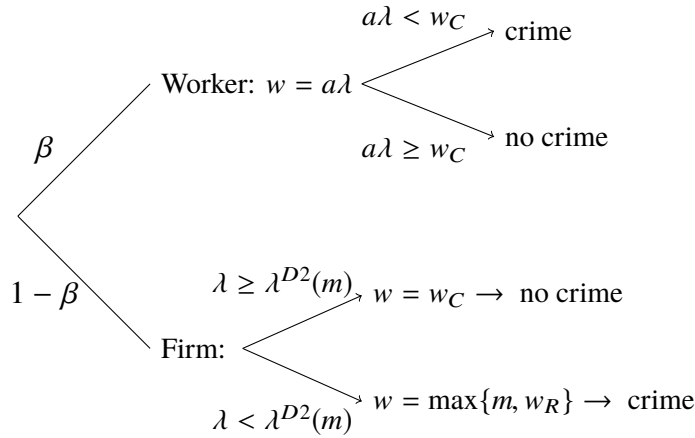 aλ < w_C
crime
Worker: w = aλ
β
no crime
aλ ≥ w_C
1 − β
λ ≥ λ^{D2}(m)
w = w_C → no crime
Firm:
w = max{m, w_R} → crime
λ < λ^{D2}(m)